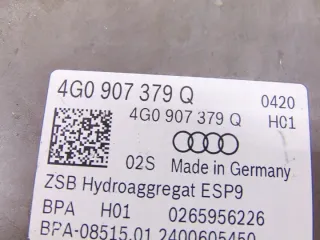 4G0 907 379 Q 0420
4G0 907 379 Q H01
02S Made in Germany
ZSB Hydroaggregat ESP9
BPA H01 0265956226
BPA-08515.01 2400605450